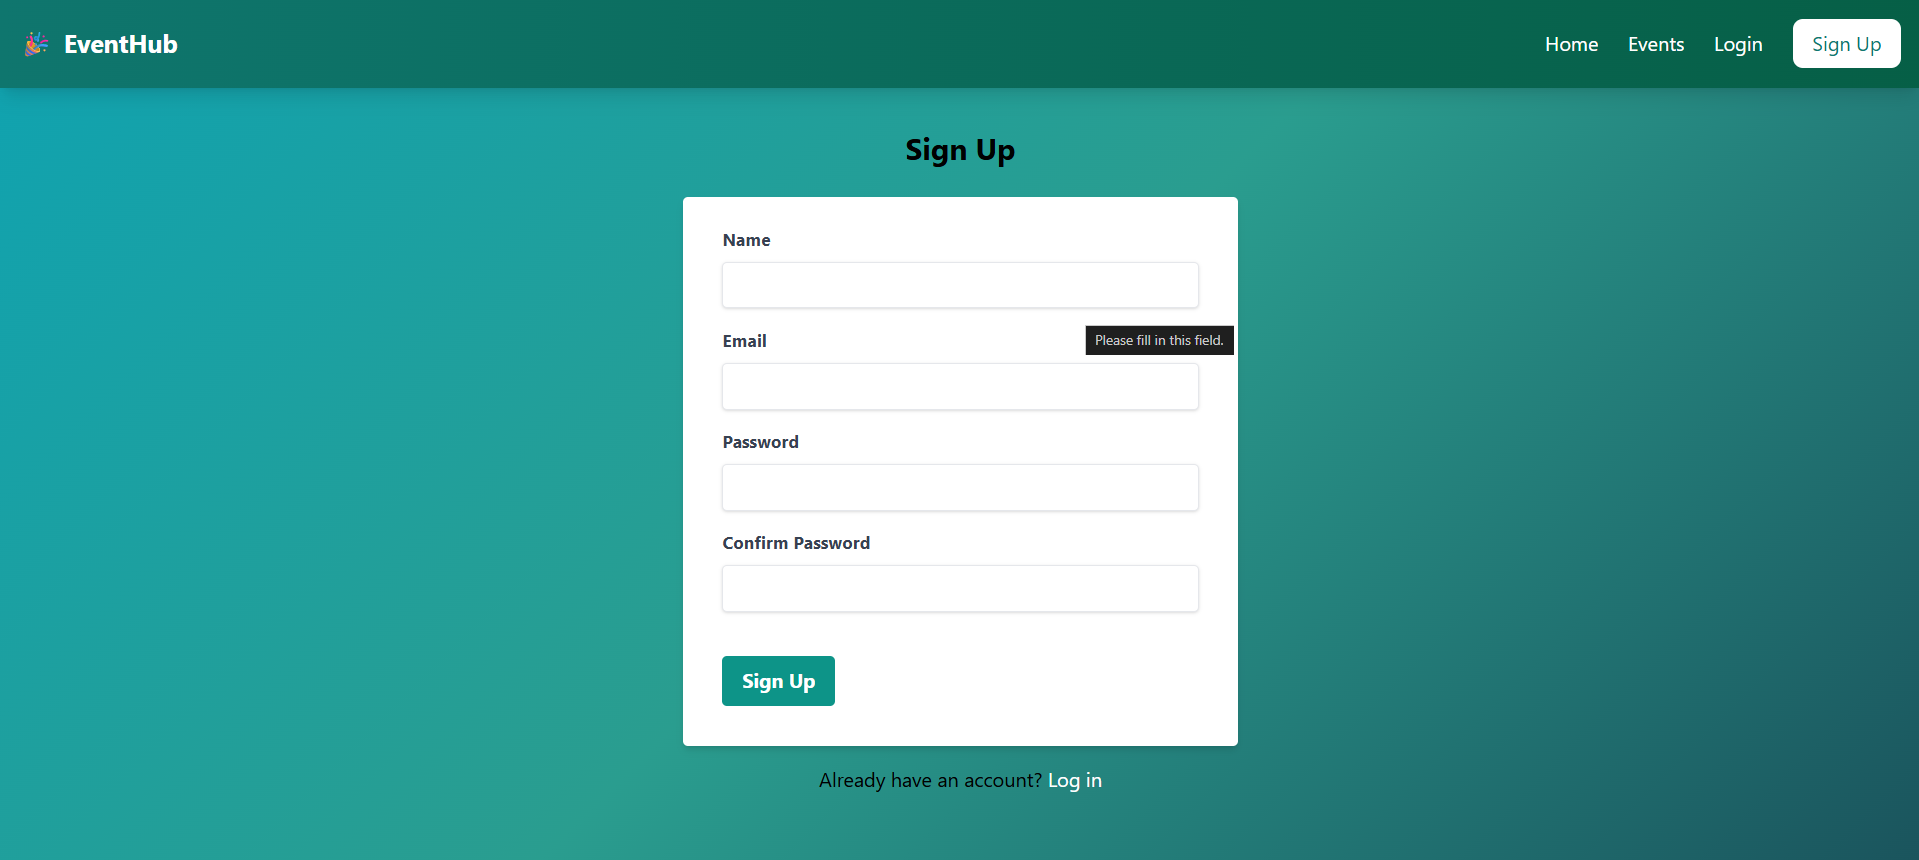 EventHub
Home Events Login Sign Up
Sign Up
Name
Email
Please fill in this field.
Password
Confirm Password
Sign Up
Already have an account? Log in